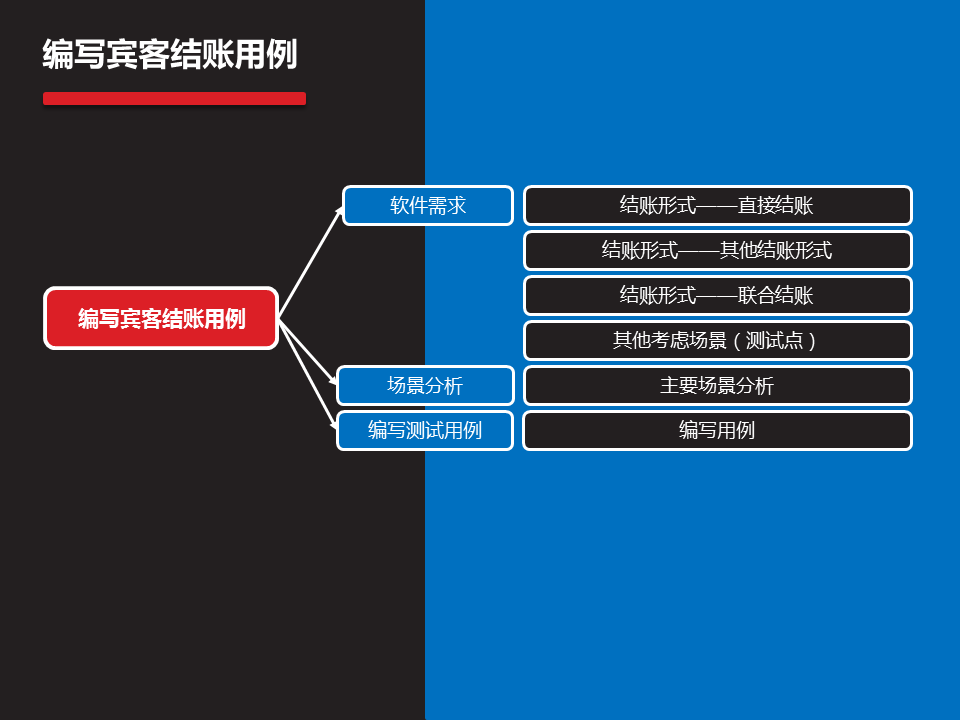 编写宾客结账用例
软件需求
结账形式——直接结账
结账形式——其他结账形式
结账形式——联合结账
编写宾客结账用例
其他考虑场景（测试点）
场景分析
主要场景分析
编写测试用例
编写用例